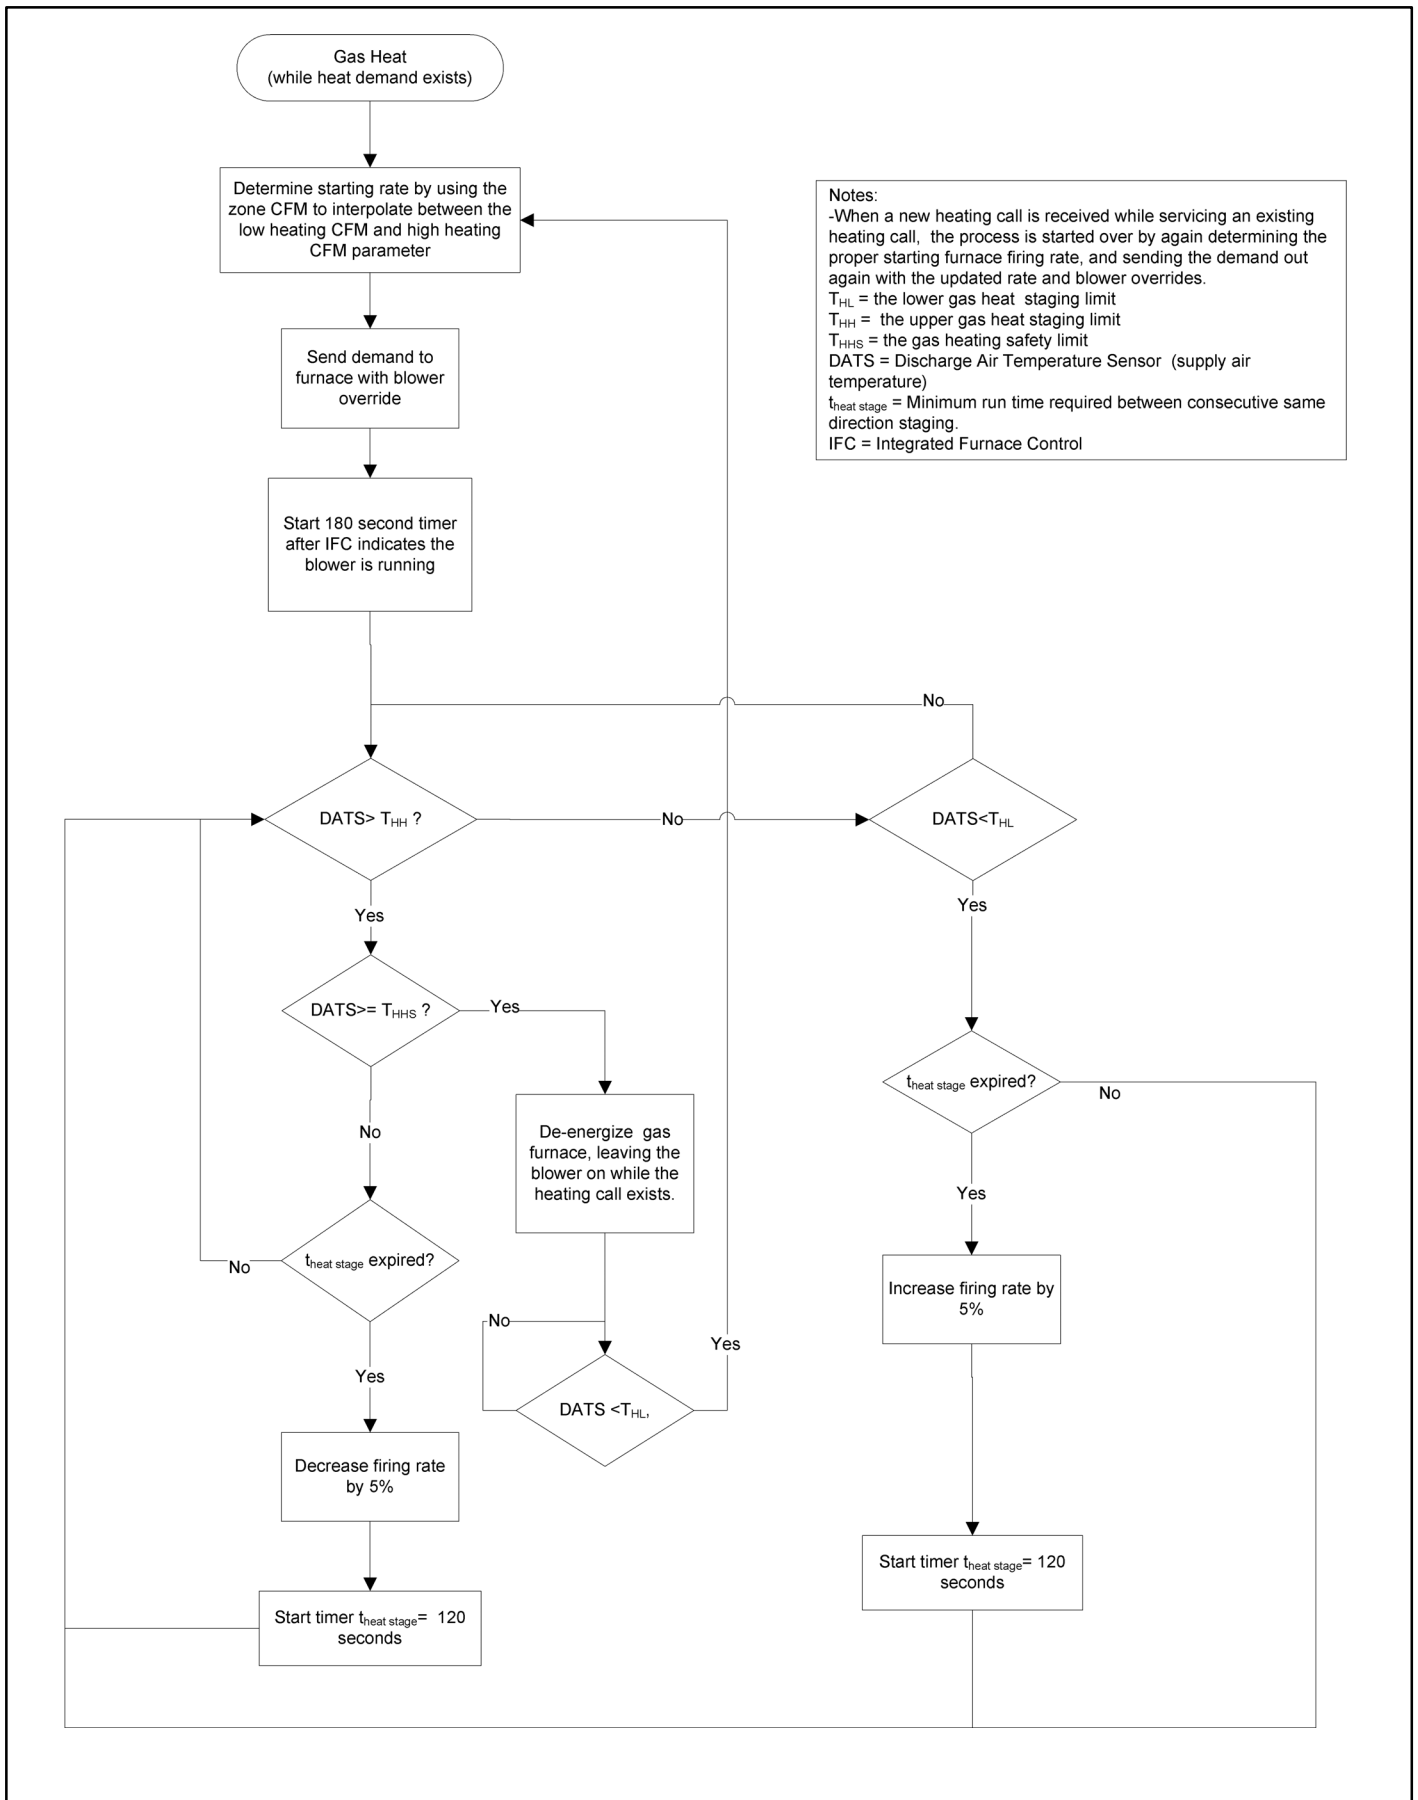 Gas Heat
(while heat demand exists)
Determine starting rate by using the
zone CFM to interpolate between the
low heating CFM and high heating
CFM parameter
Send demand to
furnace with blower
override
Start 180 second timer
after IFC indicates the
blower is running
Notes:
-When a new heating call is received while servicing an existing
heating call,  the process is started over by again determining the
proper starting furnace firing rate, and sending the demand out
again with the updated rate and blower overrides.
THL = the lower gas heat  staging limit
THH =  the upper gas heat staging limit
THHS = the gas heating safety limit
DATS = Discharge Air Temperature Sensor  (supply air
temperature)
theat stage = Minimum run time required between consecutive same
direction staging.
IFC = Integrated Furnace Control
No
DATS> THH ?
No
DATS<THL
Yes
Yes
DATS>= THHS ?
Yes
No
De-energize  gas
furnace, leaving the
blower on while the
heating call exists.
theat stage expired?
No
Yes
theat stage expired?
No
Yes
No
DATS <THL,
Yes
Increase firing rate by
5%
Decrease firing rate
by 5%
Start timer theat stage= 120
seconds
Start timer theat stage=  120
seconds